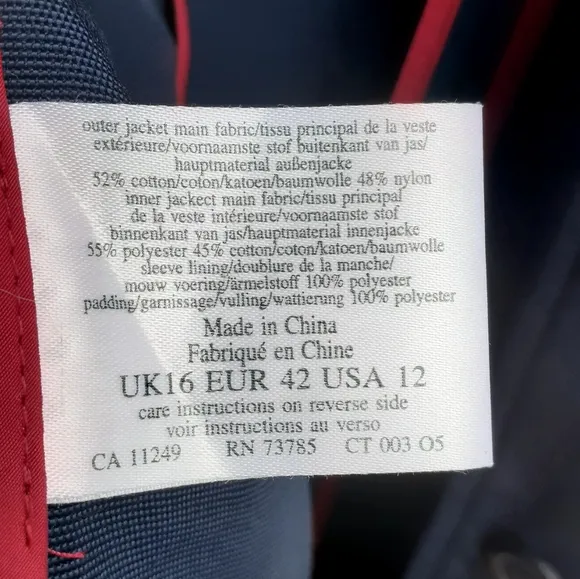 outer jacket main fabric/tissu principal de la veste
extérieure/voornaamste stof buitenkant van jas/
hauptmaterial außenjacke
52% cotton/coton/katoen/baumwolle 48% nylon
inner jackect main fabric/tissu principal
de la veste intérieure/voornaamste stof
binnenkant van jas/hauptmaterial innenjacke
55% polyester 45% cotton/coton/katoen/baumwolle
sleeve lining/doublure de la manche/
mouw voering/ärmelstoff 100% polyester
padding/garnissage/vulling/wattierung 100% polyester
Made in China
Fabriqué en Chine
UK16 EUR 42 USA 12
care instructions on reverse side
voir instructions au verso
CA 11249 RN 73785 CT 003 O5